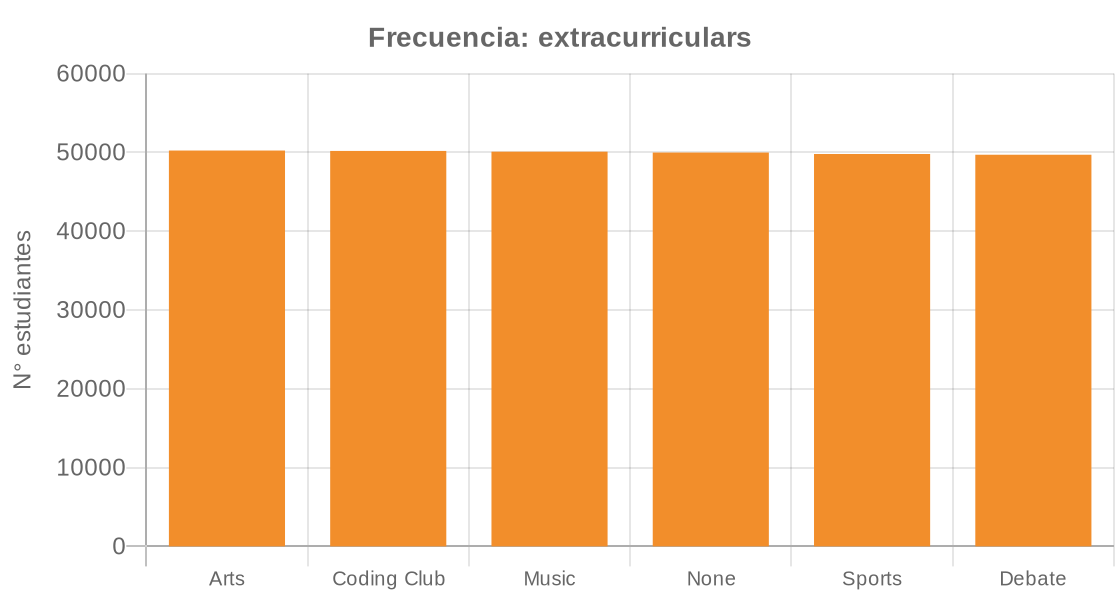 Frecuencia: extracurriculars
60000
50000
40000
30000
20000
10000
0
N° estudiantes
Arts
Coding Club
Music
None
Sports
Debate